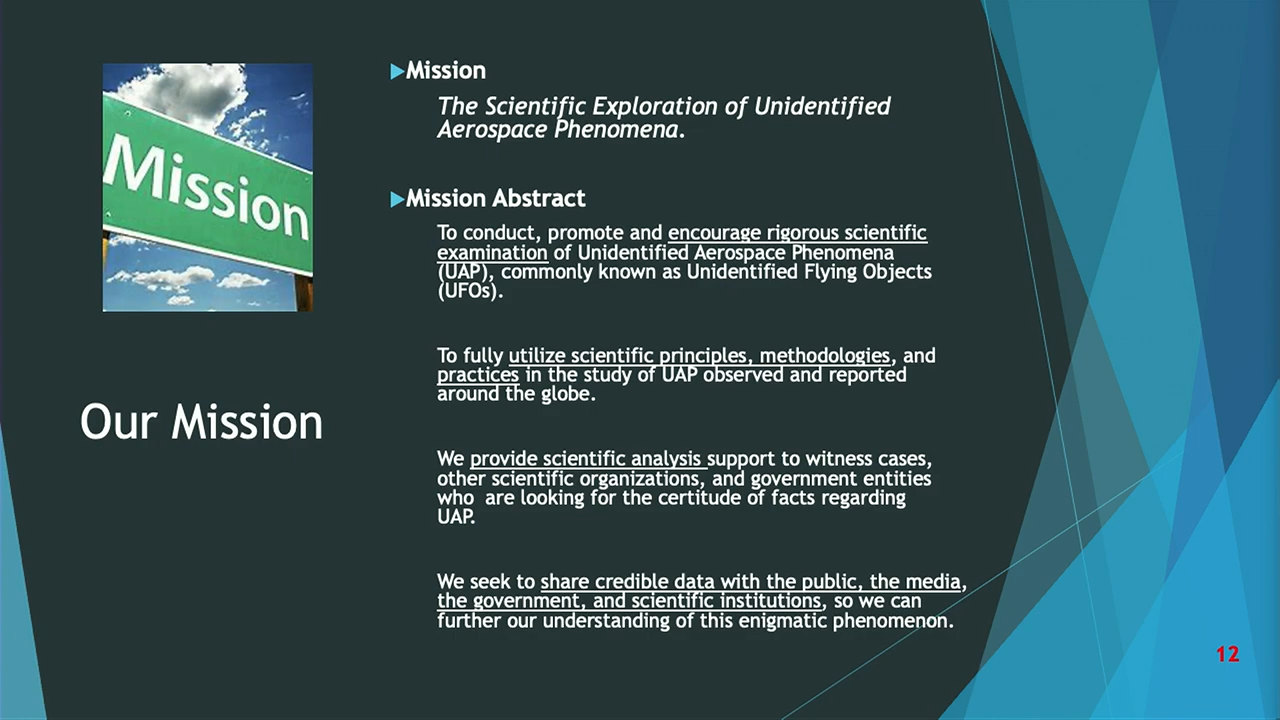 Mission
Our Mission
Mission
The Scientific Exploration of Unidentified
Aerospace Phenomena.
Mission Abstract
To conduct, promote and encourage rigorous scientific
examination of Unidentified Aerospace Phenomena
(UAP), commonly known as Unidentified Flying Objects
(UFOs).
To fully utilize scientific principles, methodologies, and
practices in the study of UAP observed and reported
around the globe.
We provide scientific analysis support to witness cases,
other scientific organizations, and government entities
who  are looking for the certitude of facts regarding
UAP.
We seek to share credible data with the public, the media,
the government, and scientific institutions, so we can
further our understanding of this enigmatic phenomenon.
12